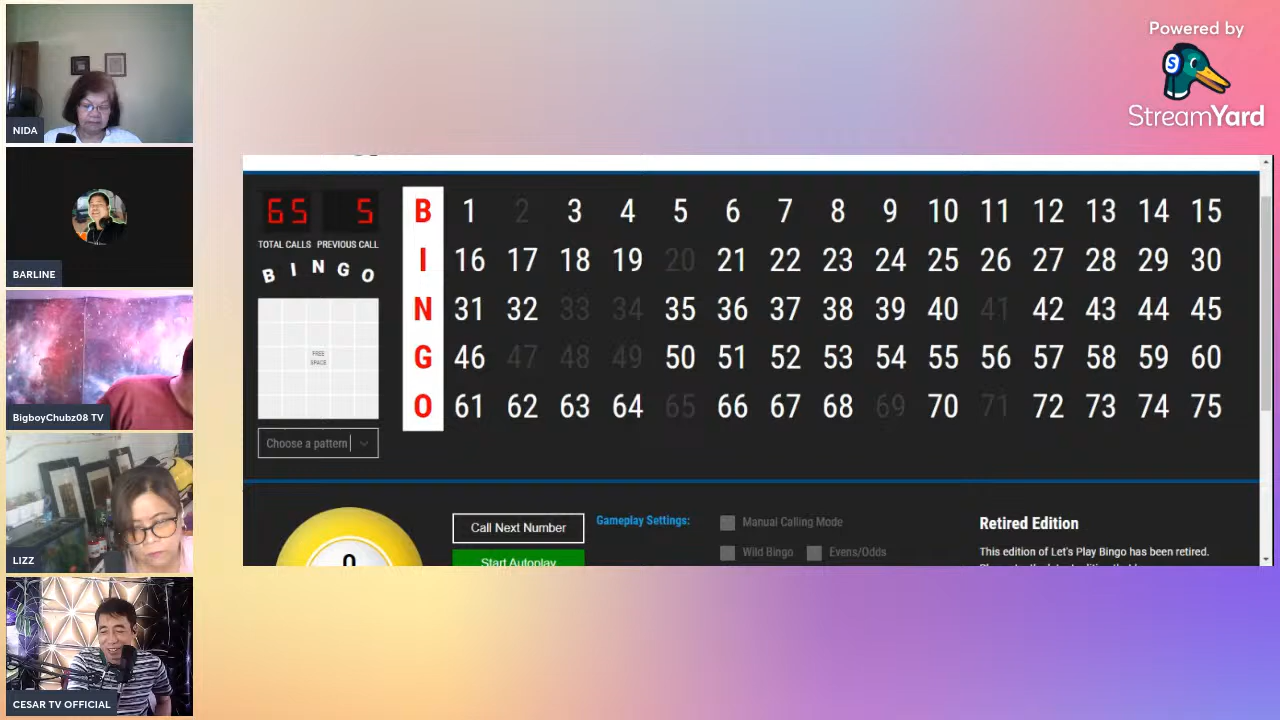 NIDA
BARLINE
BigboyChubz08 TV
LIZZ
CESAR TV OFFICIAL
Powered by
StreamYard
65 5
TOTAL CALLS PREVIOUS CALL
B I N G O
FREE
SPACE
Choose a pattern
B 1 2 3 4 5 6 7 8 9 10 11 12 13 14 15
I 16 17 18 19 20 21 22 23 24 25 26 27 28 29 30
N 31 32 33 34 35 36 37 38 39 40 41 42 43 44 45
G 46 47 48 49 50 51 52 53 54 55 56 57 58 59 60
O 61 62 63 64 65 66 67 68 69 70 71 72 73 74 75
Call Next Number
Start Autoplay
Gameplay Settings:
Manual Calling Mode
Wild Bingo Evens/Odds
Retired Edition
This edition of Let's Play Bingo has been retired.